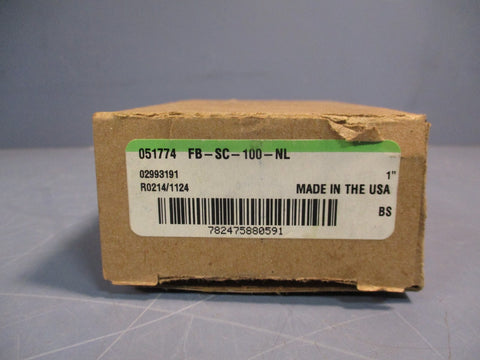 051774 FB-SC-100-NL
02993191 1"
R0214/1124 MADE IN THE USA
BS
782475880591